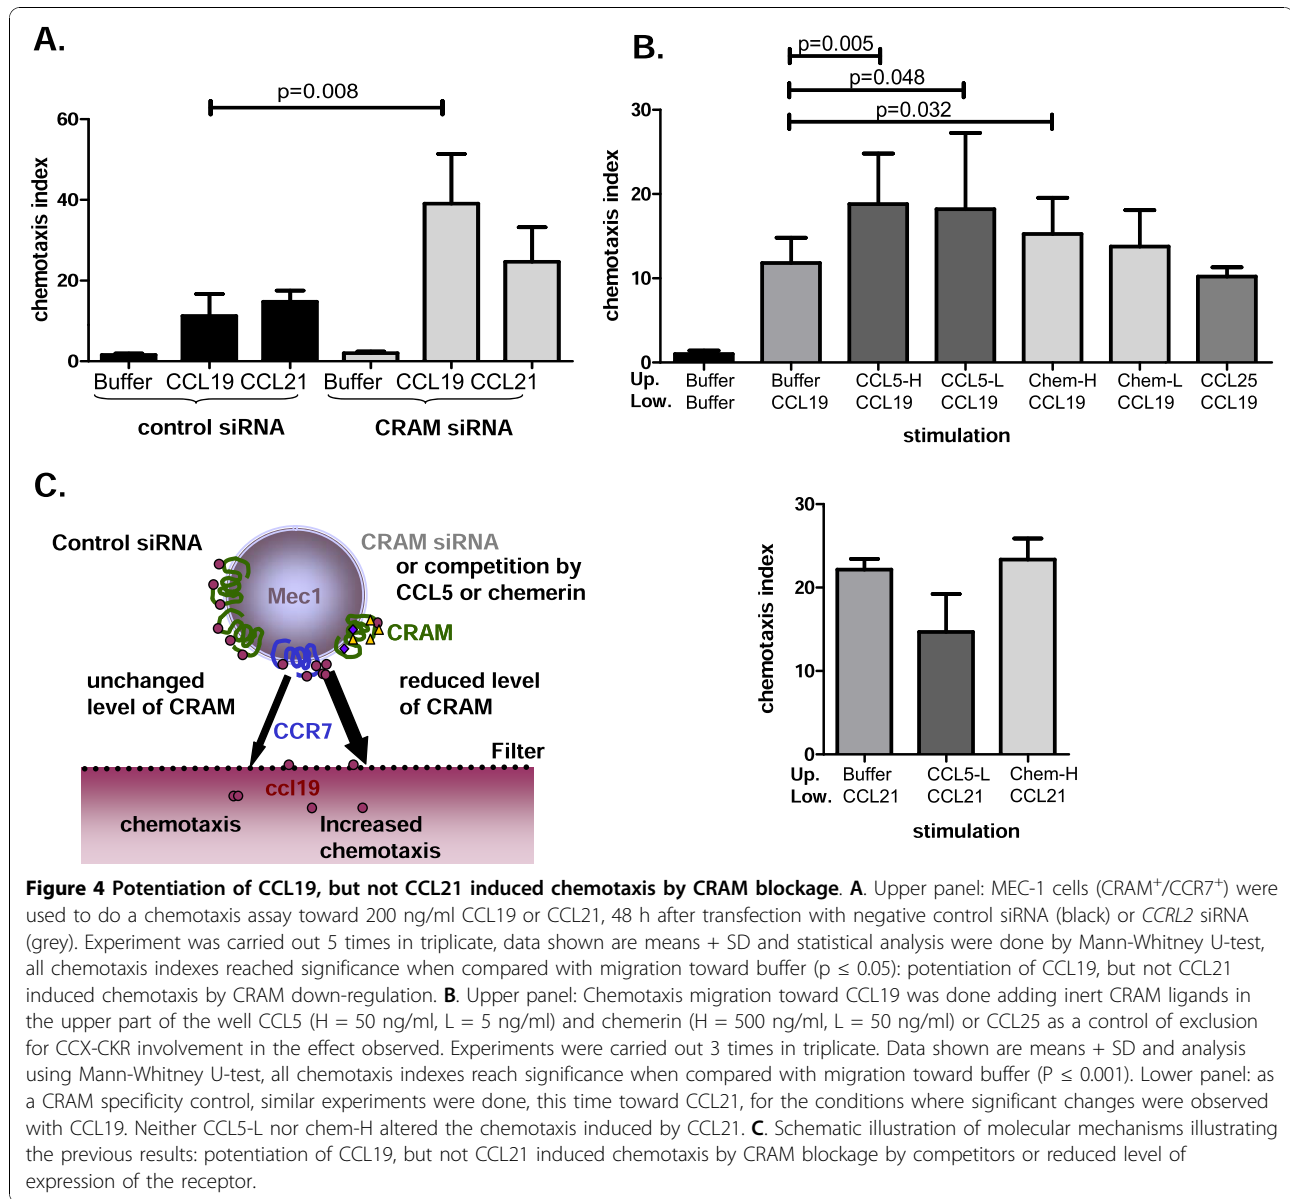 A.
p=0.008
chemotaxis index
60
40
20
0
Buffer CCL19 CCL21 Buffer CCL19 CCL21
control siRNA CRAM siRNA
B.
p=0.005
p=0.048
p=0.032
chemotaxis index
30
20
10
0
Up. Buffer Buffer CCL5-H CCL5-L Chem-H Chem-L CCL25
Low. Buffer CCL19 CCL19 CCL19 CCL19 CCL19 CCL19
stimulation
C.
Control siRNA
CRAM siRNA
or competition by
CCL5 or chemerin
Mec1
CRAM
unchanged
level of CRAM
reduced level
of CRAM
CCR7
Filter
ccl19
chemotaxis
Increased
chemotaxis
chemotaxis index
30
20
10
0
Up. Buffer CCL5-L Chem-H
Low. CCL21 CCL21 CCL21
stimulation
Figure 4 Potentiation of CCL19, but not CCL21 induced chemotaxis by CRAM blockage. A. Upper panel: MEC-1 cells (CRAM+/CCR7+) were
used to do a chemotaxis assay toward 200 ng/ml CCL19 or CCL21, 48 h after transfection with negative control siRNA (black) or CCRL2 siRNA
(grey). Experiment was carried out 5 times in triplicate, data shown are means + SD and statistical analysis were done by Mann-Whitney U-test,
all chemotaxis indexes reached significance when compared with migration toward buffer (p ≤ 0.05): potentiation of CCL19, but not CCL21
induced chemotaxis by CRAM down-regulation. B. Upper panel: Chemotaxis migration toward CCL19 was done adding inert CRAM ligands in
the upper part of the well CCL5 (H = 50 ng/ml, L = 5 ng/ml) and chemerin (H = 500 ng/ml, L = 50 ng/ml) or CCL25 as a control of exclusion
for CCX-CKR involvement in the effect observed. Experiments were carried out 3 times in triplicate. Data shown are means + SD and analysis
using Mann-Whitney U-test, all chemotaxis indexes reach significance when compared with migration toward buffer (P ≤ 0.001). Lower panel: as
a CRAM specificity control, similar experiments were done, this time toward CCL21, for the conditions where significant changes were observed
with CCL19. Neither CCL5-L nor chem-H altered the chemotaxis induced by CCL21. C. Schematic illustration of molecular mechanisms illustrating
the previous results: potentiation of CCL19, but not CCL21 induced chemotaxis by CRAM blockage by competitors or reduced level of
expression of the receptor.